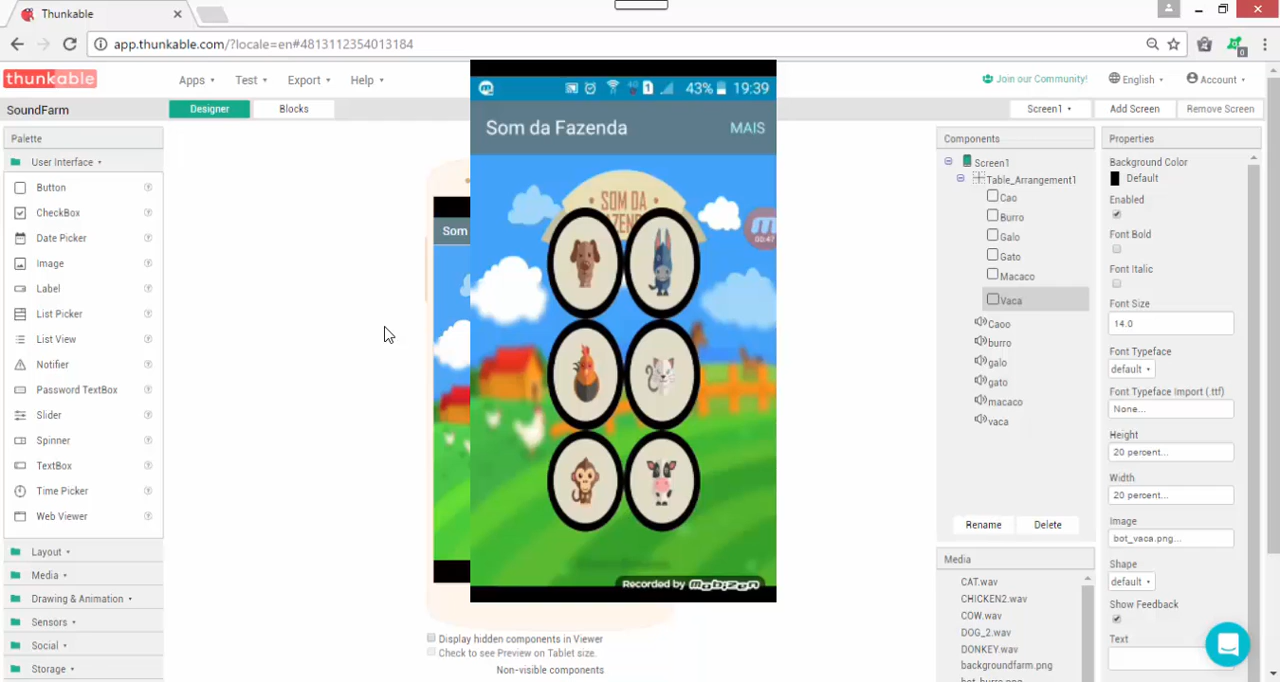 Thunkable
app.thunkable.com/?locale=en#4813112354013184
0
thunkable
Apps
Test
Export
Help
Join our Community!
English
Account
SoundFarm
Designer
Blocks
Screen1
Add Screen
Remove Screen
Palette
User Interface
Button
CheckBox
Date Picker
Image
Label
List Picker
List View
Notifier
Password TextBox
Slider
Spinner
TextBox
Time Picker
Web Viewer
Layout
Media
Drawing & Animation
Sensors
Social
Storage
Som
43% 19:39
Som da Fazenda
MAIS
SOM DA
00:47
Recorded by mobizen
Display hidden components in Viewer
Check to see Preview on Tablet size.
Non-visible components
Components
Screen1
Table_Arrangement1
Cao
Burro
Galo
Gato
Macaco
Vaca
Caoo
burro
galo
gato
macaco
vaca
Rename
Delete
Media
CAT.wav
CHICKEN2.wav
COW.wav
DOG_2.wav
DONKEY.wav
backgroundfarm.png
bot_burro.png
Properties
Background Color
Default
Enabled
Font Bold
Font Italic
Font Size
14.0
Font Typeface
default
Font Typeface Import (.ttf)
None...
Height
20 percent...
Width
20 percent...
Image
bot_vaca.png...
Shape
default
Show Feedback
Text